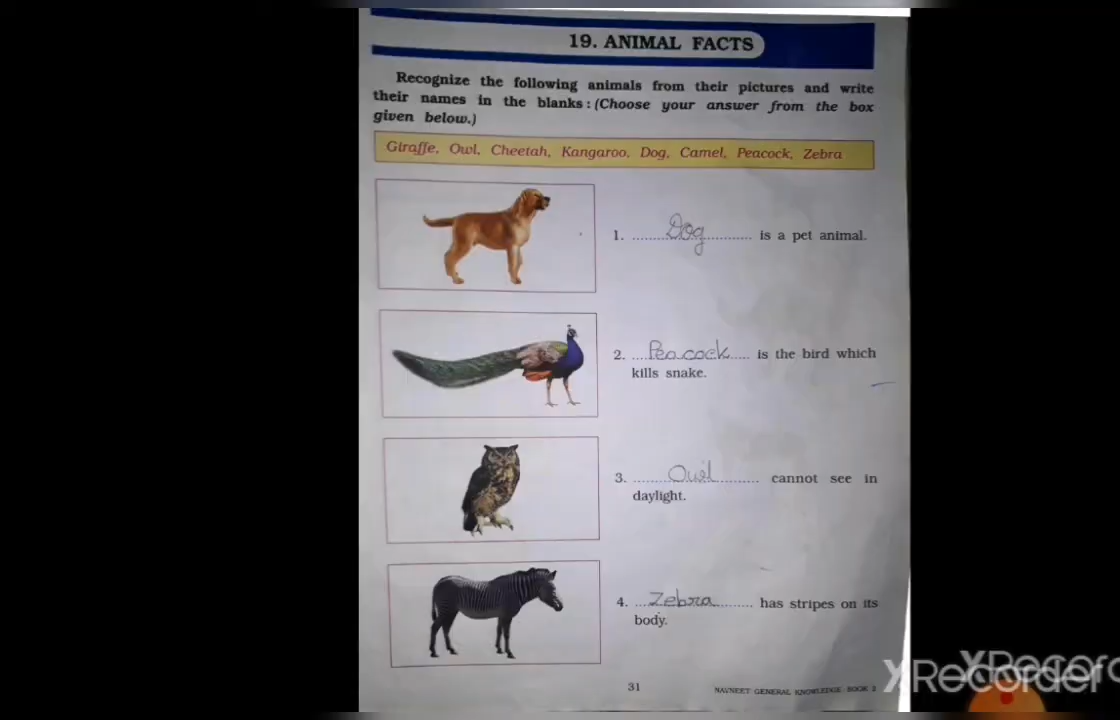 19. ANIMAL FACTS
Recognize the following animals from their pictures and write
their names in the blanks : (Choose your answer from the box
given below.)
Giraffe, Owl, Cheetah, Kangaroo, Dog, Camel, Peacock, Zebra
1. Dog is a pet animal.
2. Peacock is the bird which
kills snake.
3. Owl cannot see in
daylight.
4. Zebra has stripes on its
body.
31
NAVNEET GENERAL KNOWLEDGE BOOK
XRecorder
XRecorder